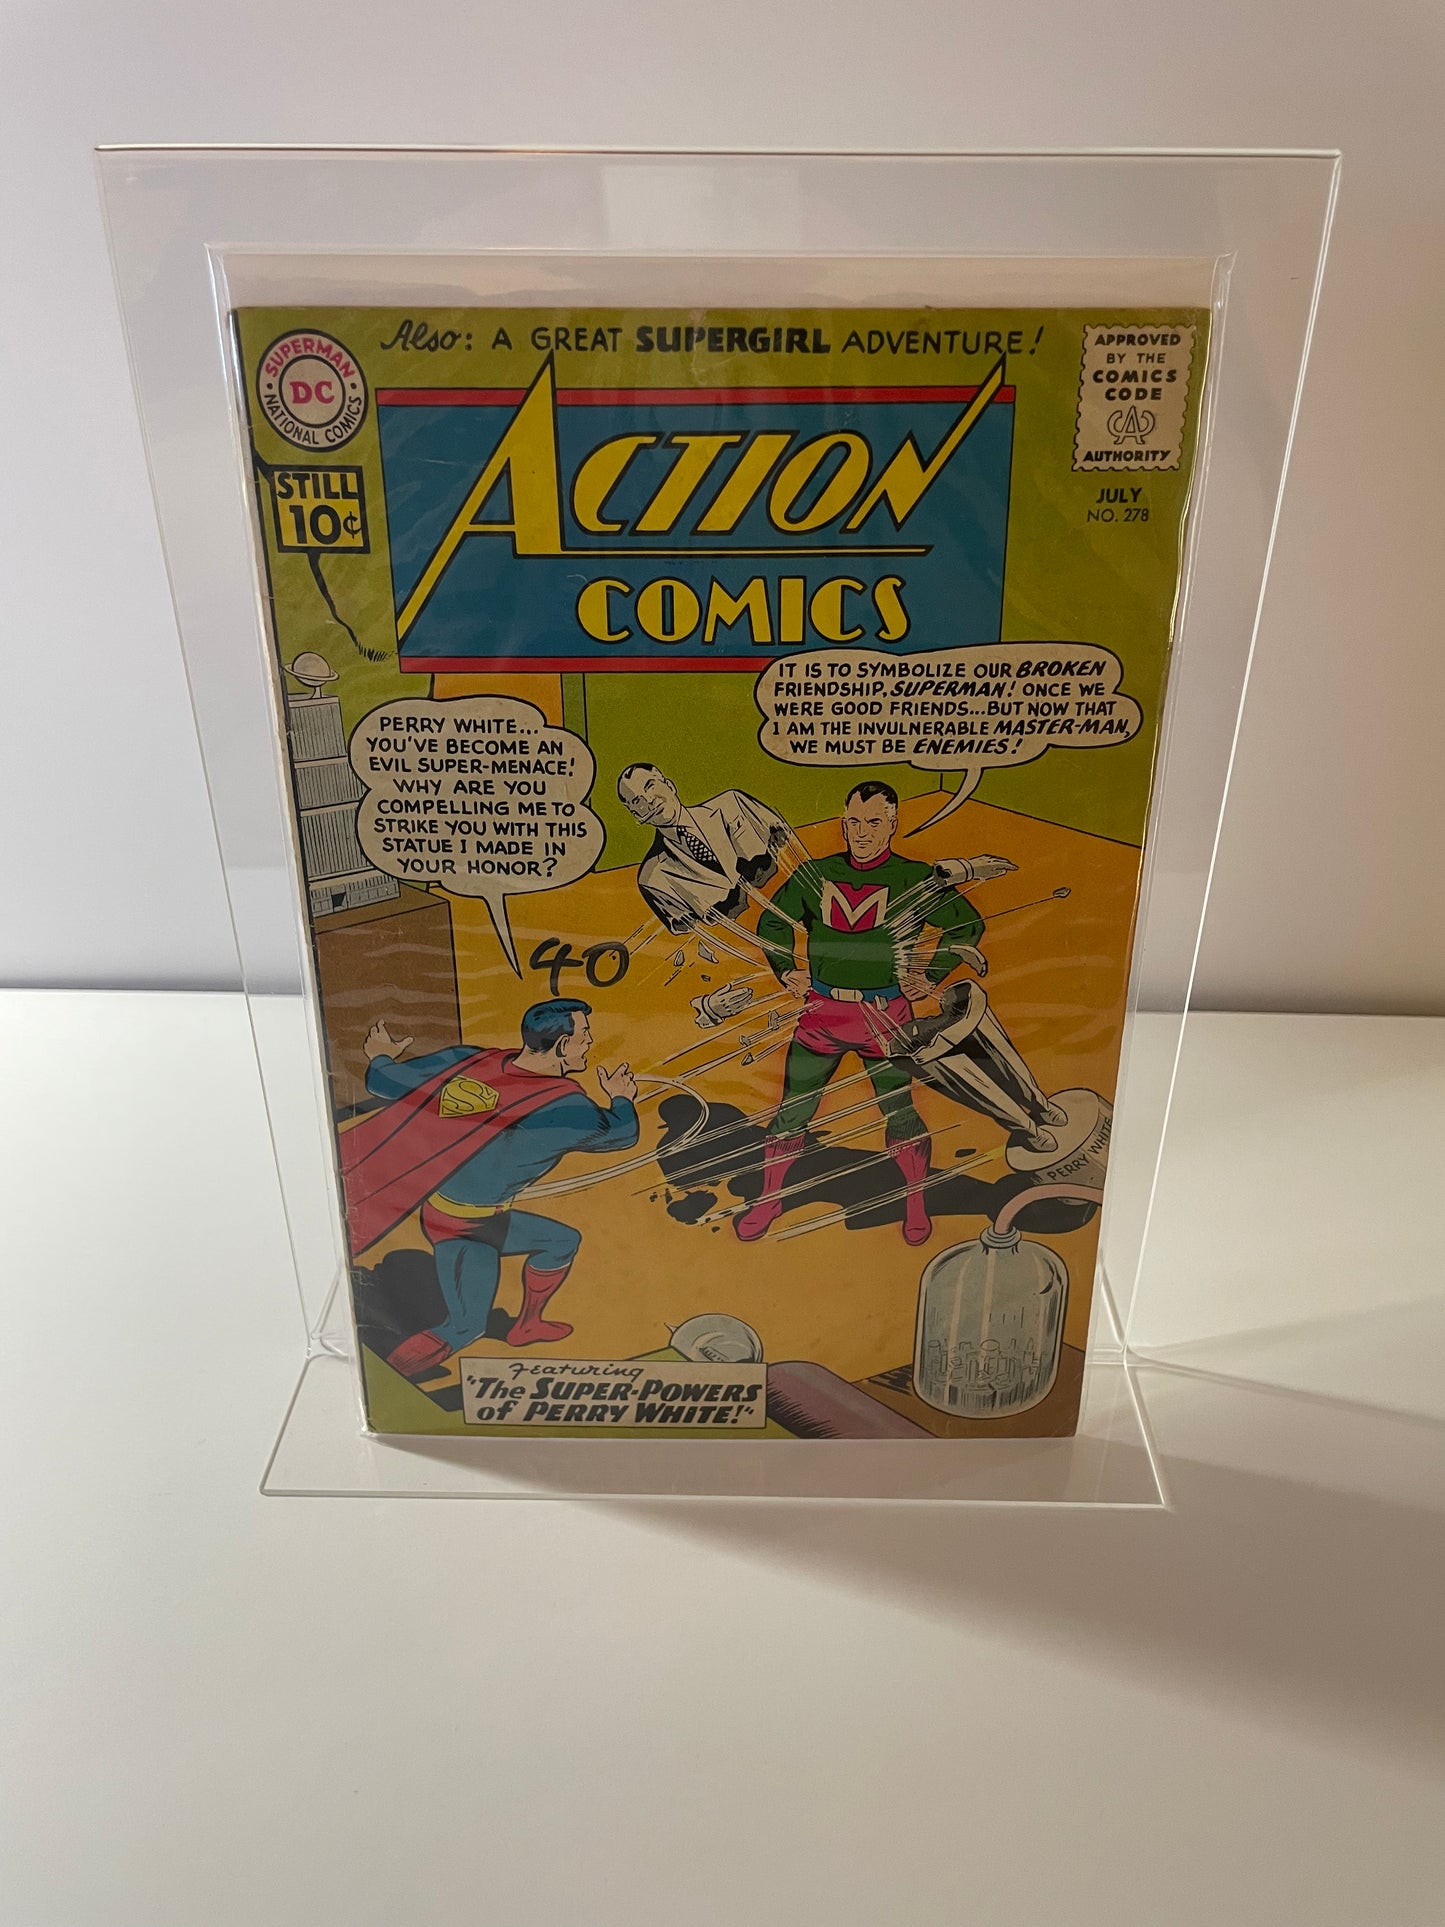 Also: A GREAT SUPERGIRL ADVENTURE!
SUPERMAN
DC
NATIONAL COMICS
APPROVED
BY THE
COMICS
CODE
CA
AUTHORITY
STILL
10¢
ACTION
COMICS
JULY
NO. 278
PERRY WHITE...
YOU'VE BECOME AN
EVIL SUPER-MENACE!
WHY ARE YOU
COMPELLING ME TO
STRIKE YOU WITH THIS
STATUE I MADE IN
YOUR HONOR?
IT IS TO SYMBOLIZE OUR BROKEN
FRIENDSHIP, SUPERMAN! ONCE WE
WERE GOOD FRIENDS...BUT NOW THAT
I AM THE INVULNERABLE MASTER-MAN,
WE MUST BE ENEMIES!
M
40
S
PERRY WHITE
Featuring
"The SUPER-POWERS
of PERRY WHITE!"